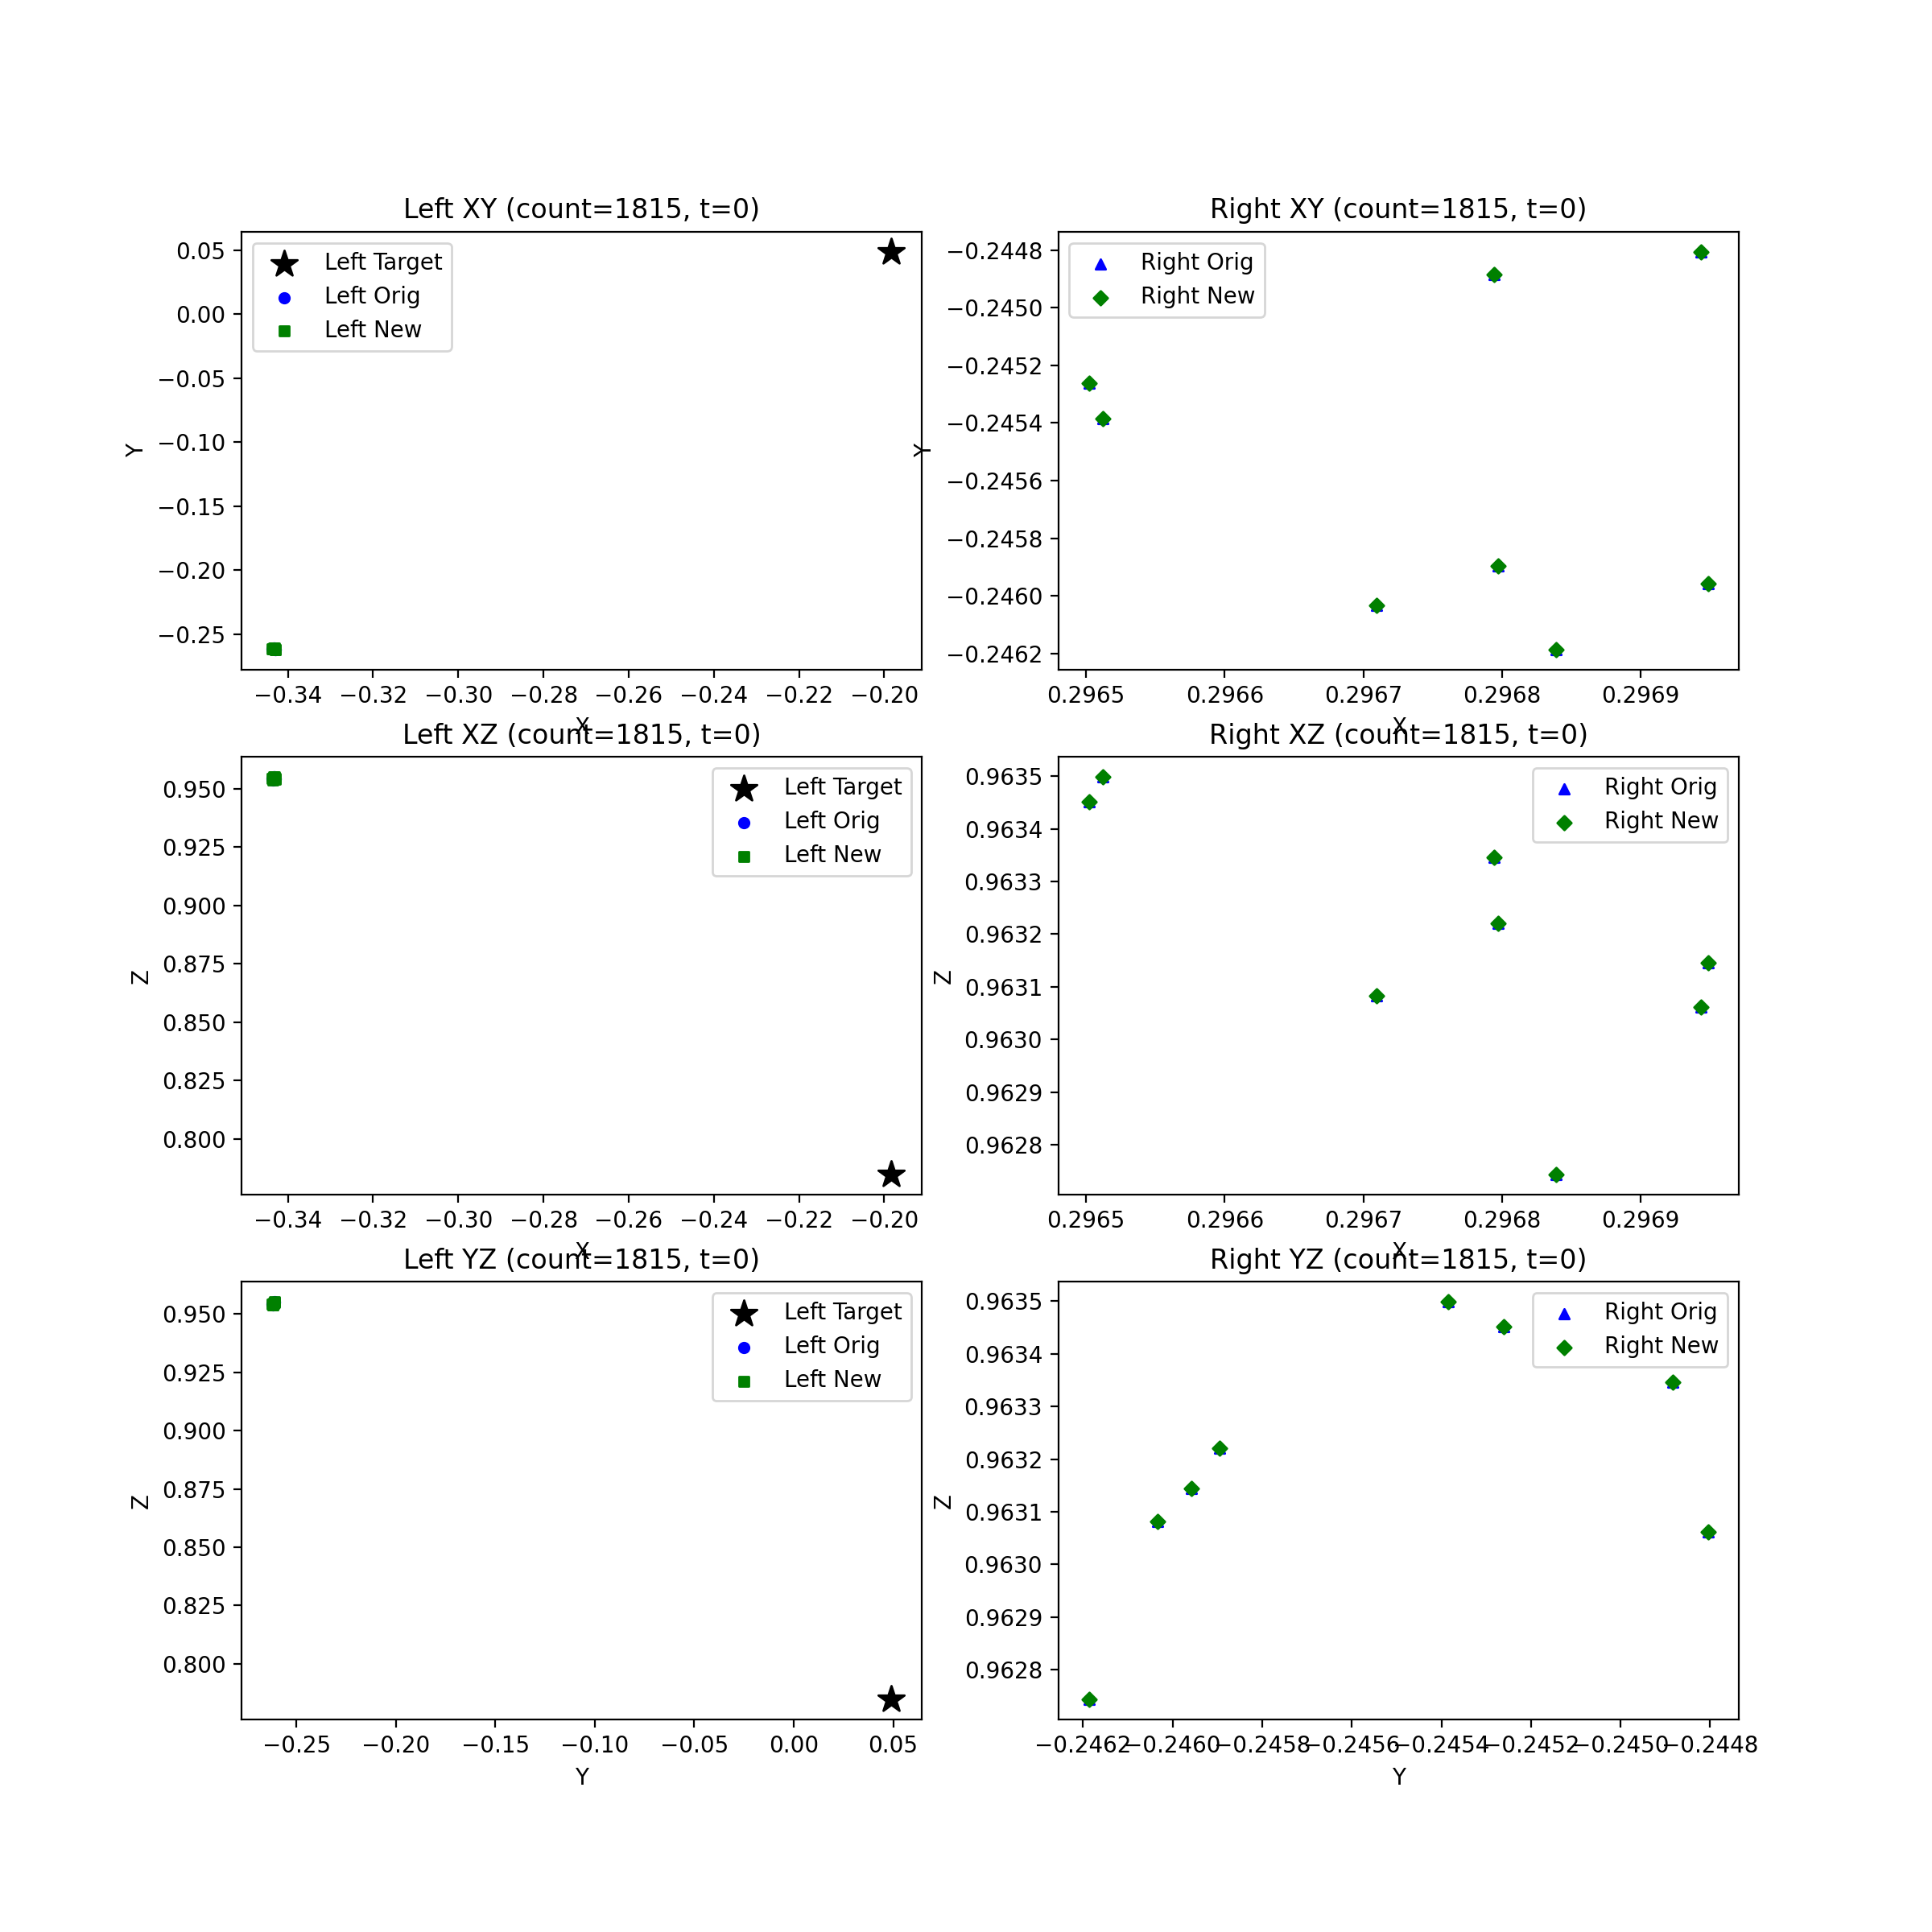 Left XY (count=1815, t=0)
Left Target
Left Orig
Left New
0.05
0.00
−0.05
−0.10
−0.15
−0.20
−0.25
Y
−0.34 −0.32 −0.30 −0.28 −0.26 −0.24 −0.22 −0.20
X
Right XY (count=1815, t=0)
Right Orig
Right New
−0.2448
−0.2450
−0.2452
−0.2454
−0.2456
−0.2458
−0.2460
−0.2462
Y
0.2965 0.2966 0.2967 0.2968 0.2969
X
Left XZ (count=1815, t=0)
Left Target
Left Orig
Left New
0.950
0.925
0.900
0.875
0.850
0.825
0.800
Z
−0.34 −0.32 −0.30 −0.28 −0.26 −0.24 −0.22 −0.20
X
Right XZ (count=1815, t=0)
Right Orig
Right New
0.9635
0.9634
0.9633
0.9632
0.9631
0.9630
0.9629
0.9628
Z
0.2965 0.2966 0.2967 0.2968 0.2969
X
Left YZ (count=1815, t=0)
Left Target
Left Orig
Left New
0.950
0.925
0.900
0.875
0.850
0.825
0.800
Z
−0.25 −0.20 −0.15 −0.10 −0.05 0.00 0.05
Y
Right YZ (count=1815, t=0)
Right Orig
Right New
0.9635
0.9634
0.9633
0.9632
0.9631
0.9630
0.9629
0.9628
Z
−0.2462 −0.2460 −0.2458 −0.2456 −0.2454 −0.2452 −0.2450 −0.2448
Y